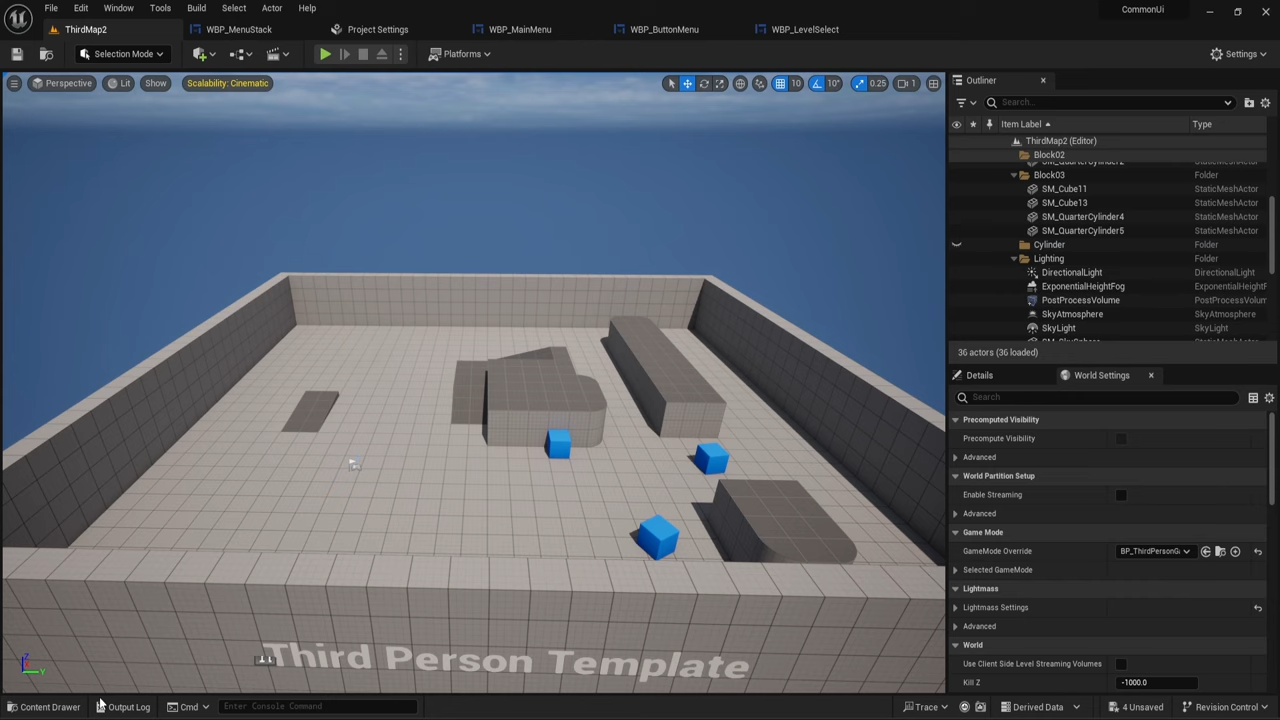 File Edit Window Tools Build Select Actor Help
CommonUi
ThirdMap2
WBP_MenuStack
Project Settings
WBP_MainMenu
WBP_ButtonMenu
WBP_LevelSelect
Selection Mode
Platforms
Settings
Perspective
Lit
Show
Scalability: Cinematic
10
10°
0.25
1
Outliner
Search...
Item Label
Type
ThirdMap2 (Editor)
Block02
Block03 Folder
SM_Cube11 StaticMeshActor
SM_Cube13 StaticMeshActor
SM_QuarterCylinder4 StaticMeshActor
SM_QuarterCylinder5 StaticMeshActor
Cylinder Folder
Lighting Folder
DirectionalLight DirectionalLight
ExponentialHeightFog ExponentialHeightF
PostProcessVolume PostProcessVolum
SkyAtmosphere SkyAtmosphere
SkyLight SkyLight
36 actors (36 loaded)
Details
World Settings
Search
Precomputed Visibility
Precompute Visibility
Advanced
World Partition Setup
Enable Streaming
Advanced
Game Mode
GameMode Override BP_ThirdPersonG
Selected GameMode
Lightmass
Lightmass Settings
Advanced
World
Use Client Side Level Streaming Volumes
Kill Z -1000.0
Third Person Template
Content Drawer
Output Log
Cmd
Enter Console Command
Trace
Derived Data
4 Unsaved
Revision Control